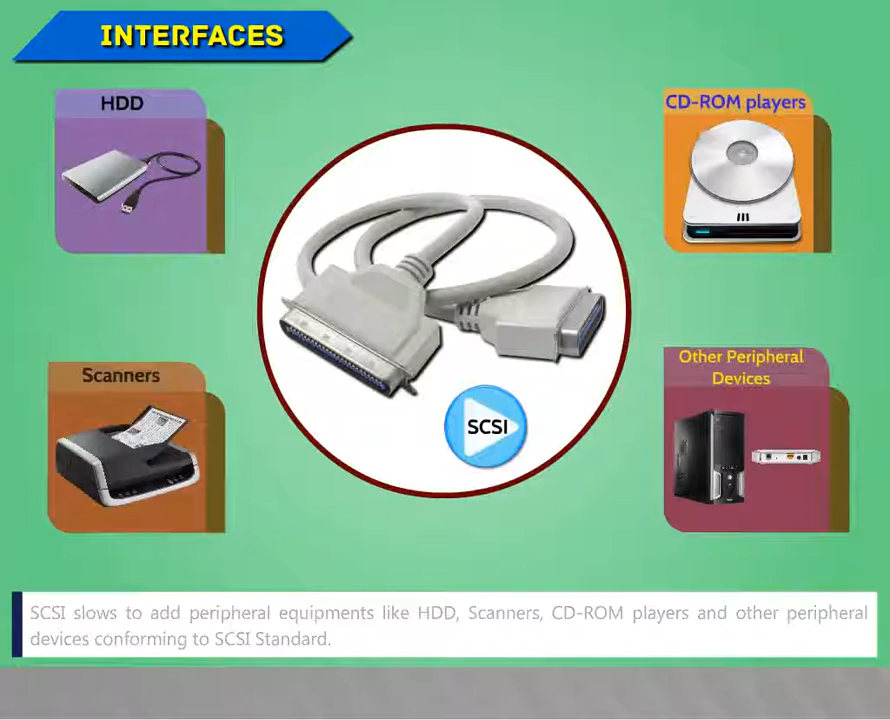 INTERFACES
HDD
CD-ROM players
SCSI
Scanners
Other Peripheral
Devices
SCSI slows to add peripheral equipments like HDD, Scanners, CD-ROM players and other peripheral
devices conforming to SCSI Standard.